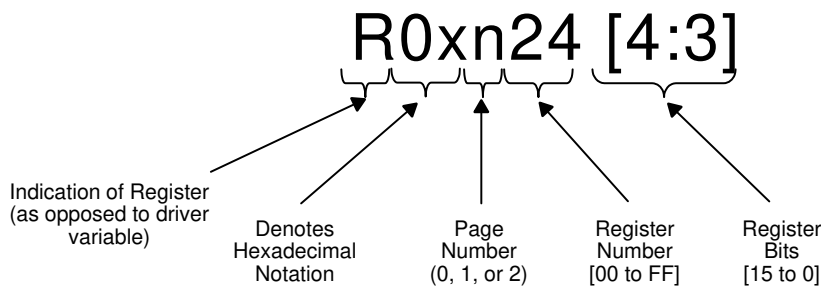 R0xn24 [4:3]
Indication of Register
(as opposed to driver
variable)
Denotes
Hexadecimal
Notation
Page
Number
(0, 1, or 2)
Register
Number
[00 to FF]
Register
Bits
[15 to 0]